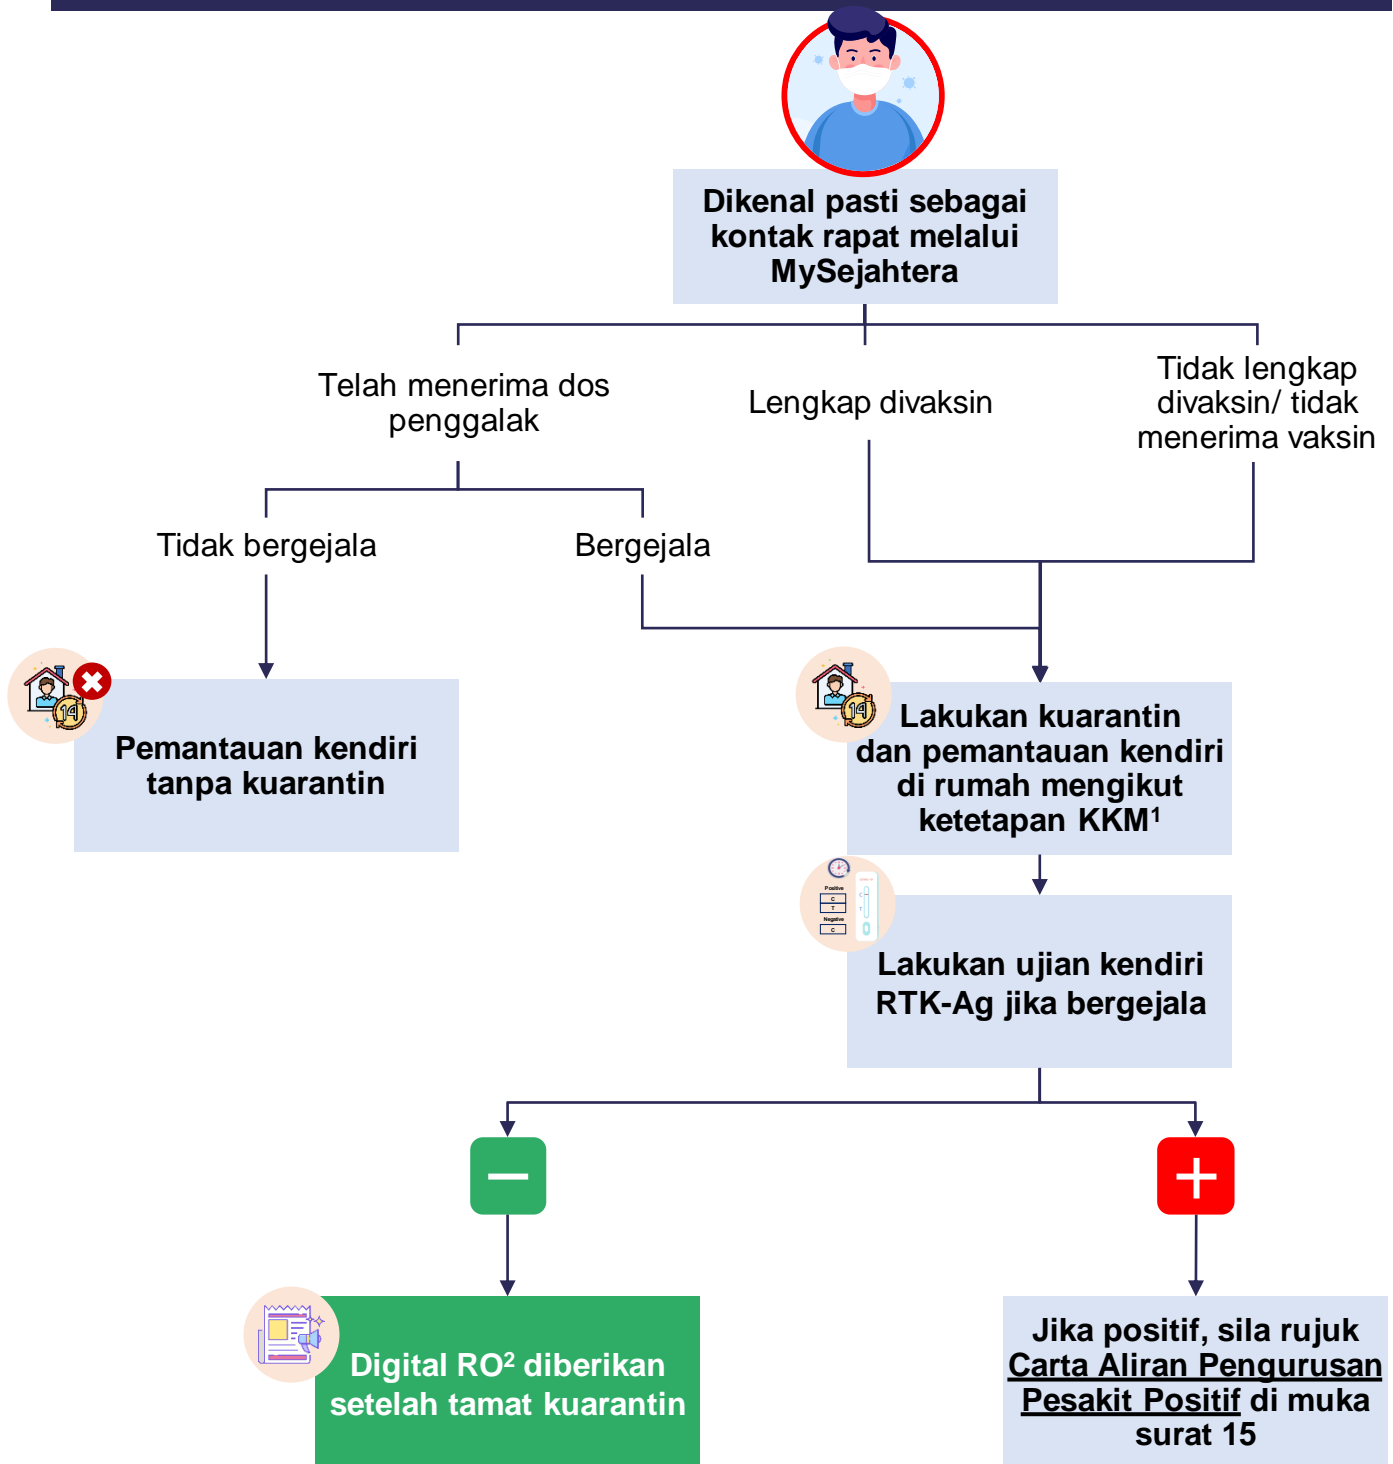 Dikenal pasti sebagai
kontak rapat melalui
MySejahtera
Telah menerima dos
penggalak
Lengkap divaksin
Tidak lengkap
divaksin/ tidak
menerima vaksin
Tidak bergejala
Bergejala
14
Pemantauan kendiri
tanpa kuarantin
14
Lakukan kuarantin
dan pemantauan kendiri
di rumah mengikut
ketetapan KKM¹
Positive
C
T
Negative
C
C
T
Lakukan ujian kendiri
RTK-Ag jika bergejala
Digital RO² diberikan
setelah tamat kuarantin
Jika positif, sila rujuk
Carta Aliran Pengurusan
Pesakit Positif di muka
surat 15